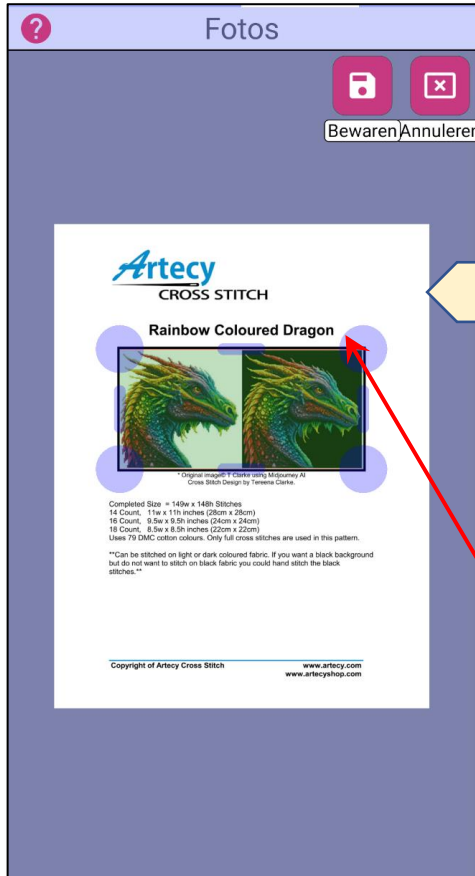 ?
Fotos
Bewaren
Annuleren
Artecy
CROSS STITCH
Rainbow Coloured Dragon
* Original image© T Clarke using Midjourney AI
Cross Stitch Design by Tereena Clarke.
Completed Size = 149w x 148h Stitches
14 Count, 11w x 11h inches (28cm x 28cm)
16 Count, 9.5w x 9.5h inches (24cm x 24cm)
18 Count, 8.5w x 8.5h inches (22cm x 22cm)
Uses 79 DMC cotton colours. Only full cross stitches are used in this pattern.
**Can be stitched on light or dark coloured fabric. If you want a black background
but do not want to stitch on black fabric you could hand stitch the black
stitches.**
Copyright of Artecy Cross Stitch
www.artecy.com
www.artecyshop.com